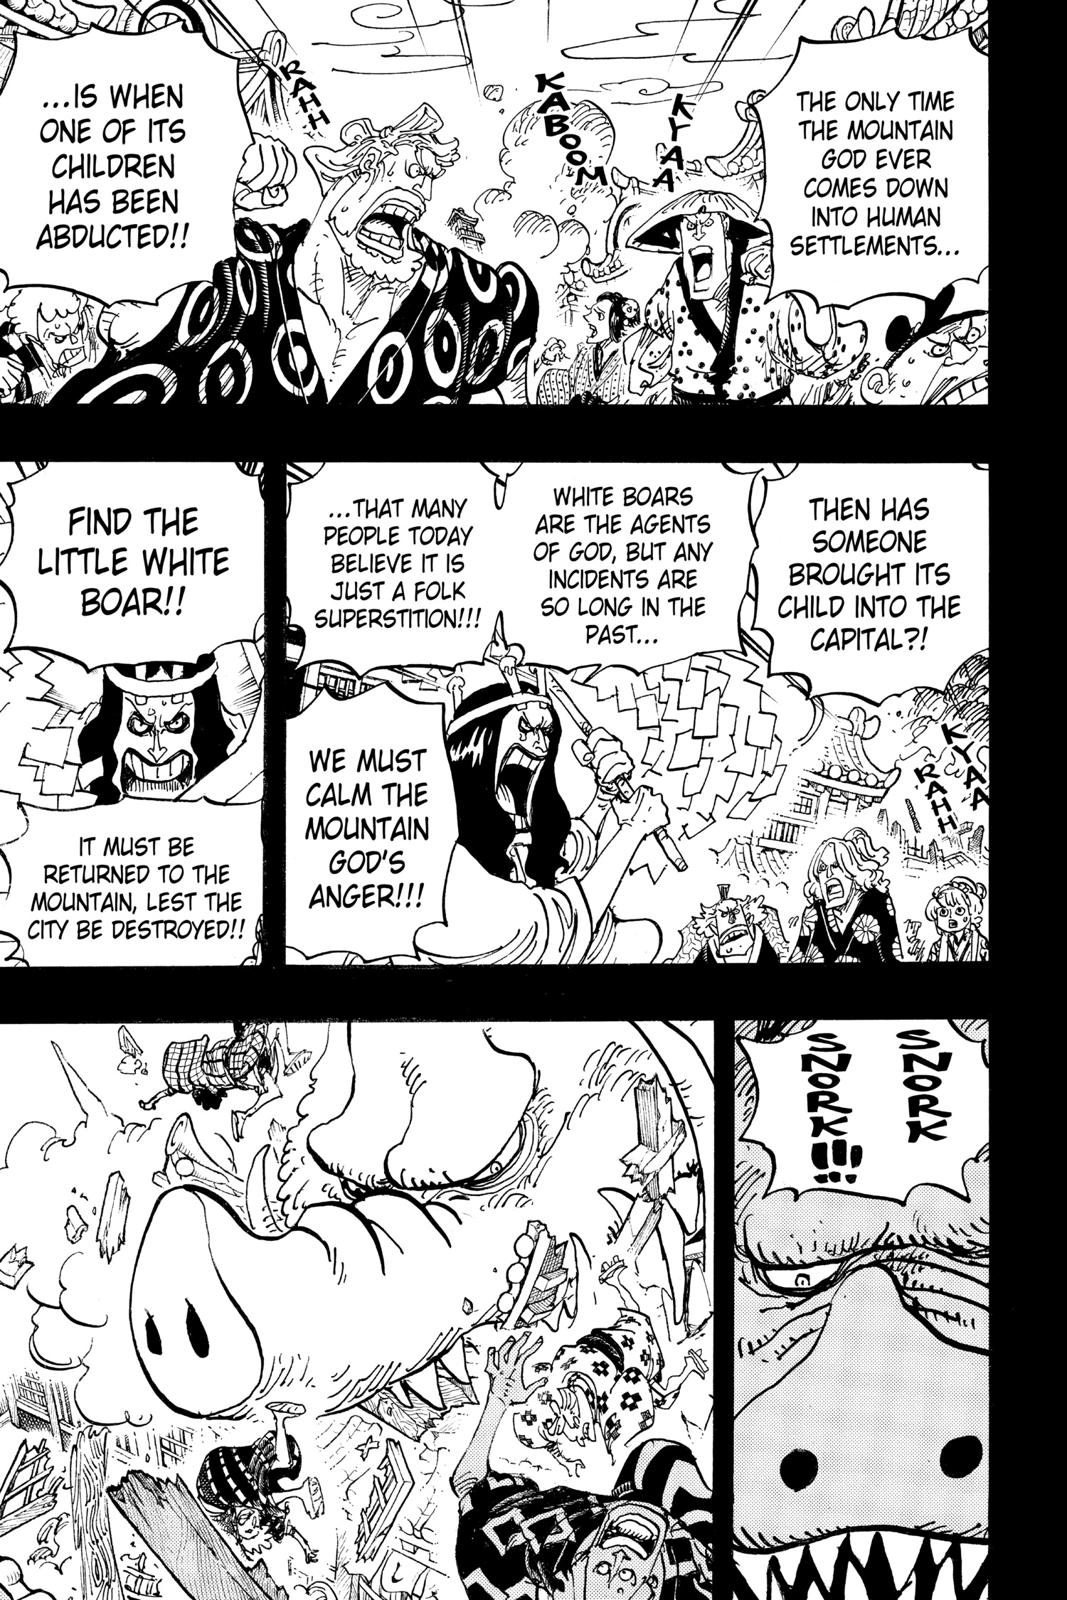 THE ONLY TIME
THE MOUNTAIN
GOD EVER
COMES DOWN
INTO HUMAN
SETTLEMENTS...
KYAA
KABOOM
RAHH
...IS WHEN
ONE OF ITS
CHILDREN
HAS BEEN
ABDUCTED!!
THEN HAS
SOMEONE
BROUGHT ITS
CHILD INTO THE
CAPITAL?!
KYAA
RAHH
WHITE BOARS
ARE THE AGENTS
OF GOD, BUT ANY
INCIDENTS ARE
SO LONG IN THE
PAST...
...THAT MANY
PEOPLE TODAY
BELIEVE IT IS
JUST A FOLK
SUPERSTITION!!!
WE MUST
CALM THE
MOUNTAIN
GOD'S
ANGER!!!
FIND THE
LITTLE WHITE
BOAR!!
IT MUST BE
RETURNED TO THE
MOUNTAIN, LEST THE
CITY BE DESTROYED!!
SNORK
SNORK!!!